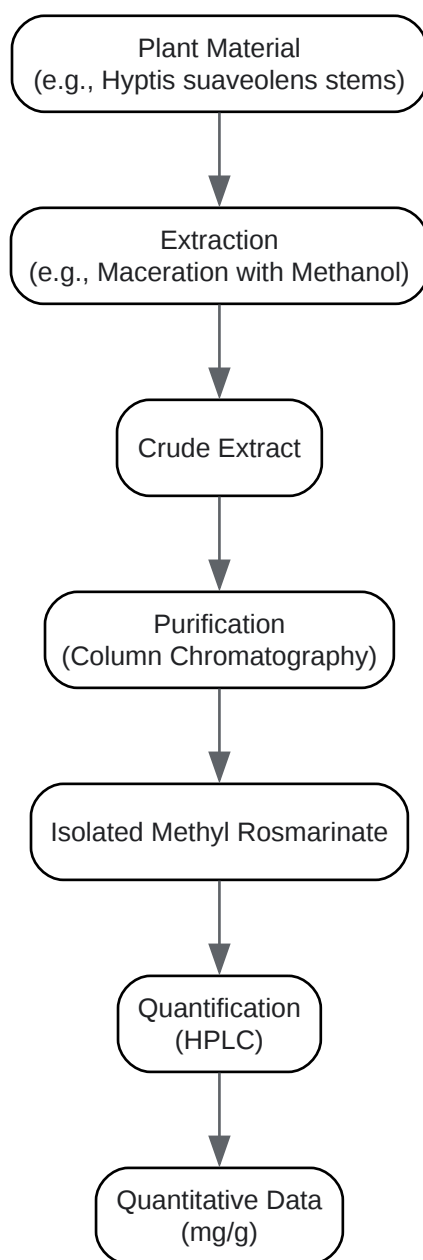 Plant Material
(e.g., Hyptis suaveolens stems)
Extraction
(e.g., Maceration with Methanol)
Crude Extract
Purification
(Column Chromatography)
Isolated Methyl Rosmarinate
Quantification
(HPLC)
Quantitative Data
(mg/g)